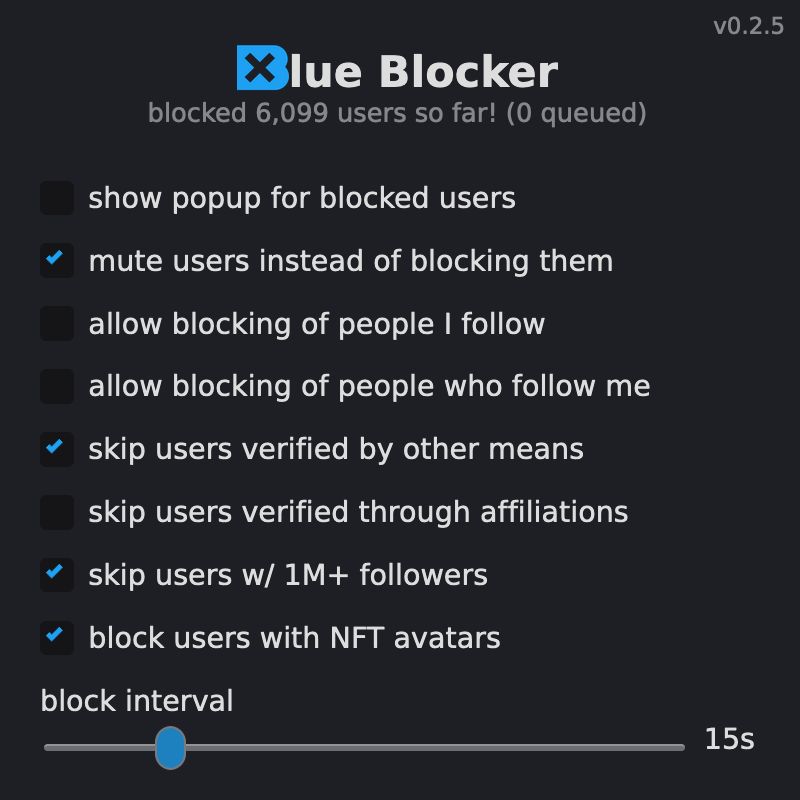 v0.2.5
Blue Blocker
blocked 6,099 users so far! (0 queued)
show popup for blocked users
mute users instead of blocking them
allow blocking of people I follow
allow blocking of people who follow me
skip users verified by other means
skip users verified through affiliations
skip users w/ 1M+ followers
block users with NFT avatars
block interval
15s